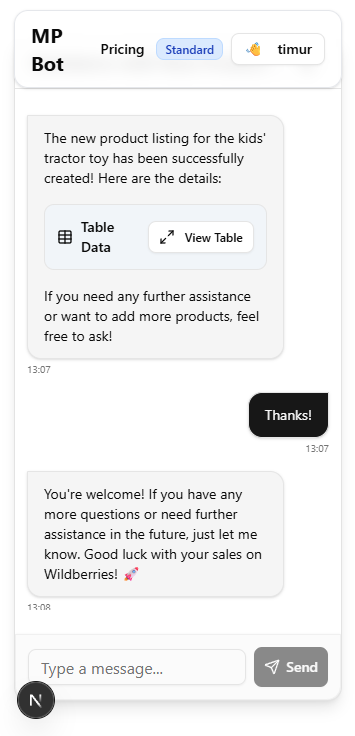 MP
Bot
Pricing
Standard
timur
The new product listing for the kids'
tractor toy has been successfully
created! Here are the details:
Table
Data
View Table
If you need any further assistance
or want to add more products, feel
free to ask!
13:07
Thanks!
13:07
You're welcome! If you have any
more questions or need further
assistance in the future, just let me
know. Good luck with your sales on
Wildberries! 🚀
13:08
Type a message...
Send
N